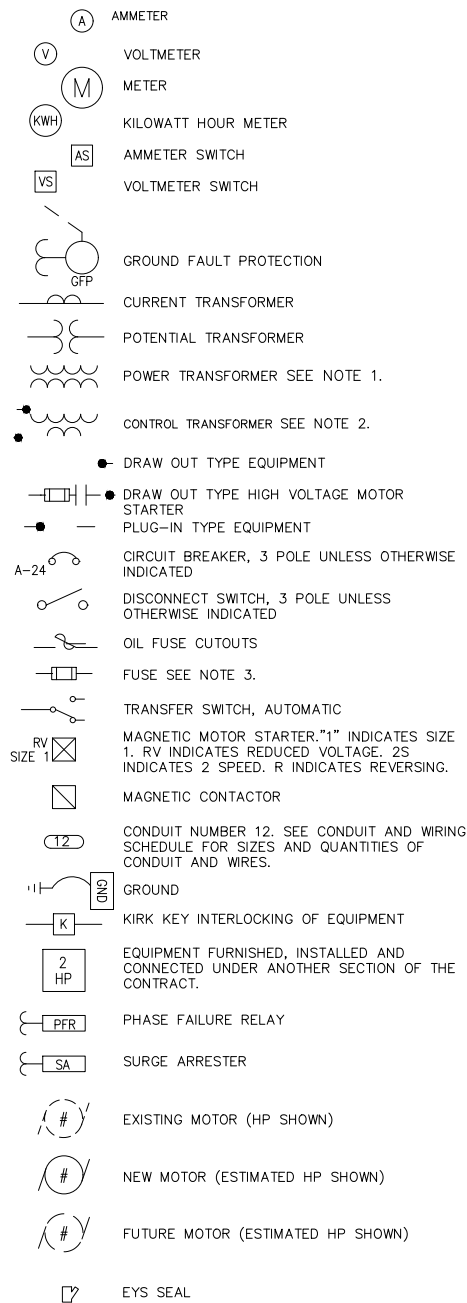 A AMMETER
V VOLTMETER
M METER
KWH KILOWATT HOUR METER
AS AMMETER SWITCH
VS VOLTMETER SWITCH
GROUND FAULT PROTECTION
GFP
CURRENT TRANSFORMER
POTENTIAL TRANSFORMER
POWER TRANSFORMER SEE NOTE 1.
CONTROL TRANSFORMER SEE NOTE 2.
DRAW OUT TYPE EQUIPMENT
DRAW OUT TYPE HIGH VOLTAGE MOTOR
STARTER
PLUG-IN TYPE EQUIPMENT
CIRCUIT BREAKER, 3 POLE UNLESS OTHERWISE
A-24 INDICATED
DISCONNECT SWITCH, 3 POLE UNLESS
OTHERWISE INDICATED
OIL FUSE CUTOUTS
FUSE SEE NOTE 3.
TRANSFER SWITCH, AUTOMATIC
MAGNETIC MOTOR STARTER."1" INDICATES SIZE
RV 1. RV INDICATES REDUCED VOLTAGE. 2S
SIZE 1 INDICATES 2 SPEED. R INDICATES REVERSING.
MAGNETIC CONTACTOR
CONDUIT NUMBER 12. SEE CONDUIT AND WIRING
12 SCHEDULE FOR SIZES AND QUANTITIES OF
CONDUIT AND WIRES.
GND GROUND
K KIRK KEY INTERLOCKING OF EQUIPMENT
EQUIPMENT FURNISHED, INSTALLED AND
2 CONNECTED UNDER ANOTHER SECTION OF THE
HP CONTRACT.
PFR PHASE FAILURE RELAY
SA SURGE ARRESTER
# EXISTING MOTOR (HP SHOWN)
# NEW MOTOR (ESTIMATED HP SHOWN)
# FUTURE MOTOR (ESTIMATED HP SHOWN)
EYS SEAL